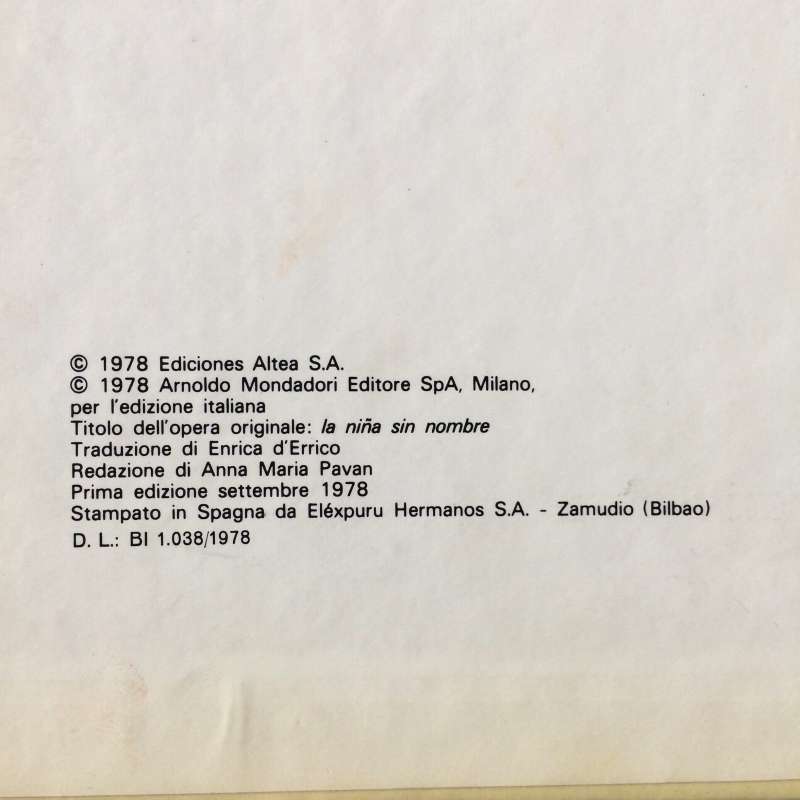 © 1978 Ediciones Altea S.A.
© 1978 Arnoldo Mondadori Editore SpA, Milano,
per l'edizione italiana
Titolo dell'opera originale: la niña sin nombre
Traduzione di Enrica d'Errico
Redazione di Anna Maria Pavan
Prima edizione settembre 1978
Stampato in Spagna da Eléxpuru Hermanos S.A. - Zamudio (Bilbao)
D. L.: BI 1.038/1978